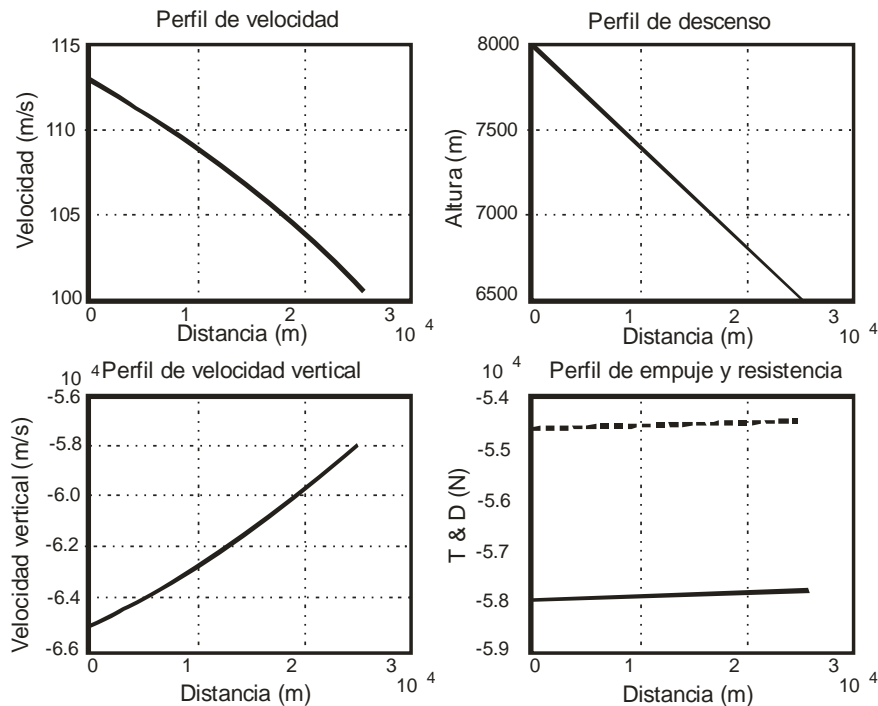 Perfil de velocidad
115
110
105
100
Velocidad (m/s)
0 1 2 3
Distancia (m)
10 4
Perfil de descenso
8000
7500
7000
6500
Altura (m)
0 1 2 3
Distancia (m)
10 4
10 4 Perfil de velocidad vertical
-5.6
-5.8
-6.0
-6.2
-6.4
-6.6
Velocidad vertical (m/s)
0 1 2 3
Distancia (m)
10 4
10 4
Perfil de empuje y resistencia
-5.4
-5.5
-5.6
-5.7
-5.8
-5.9
T & D (N)
0 1 2 3
Distancia (m)
10 4